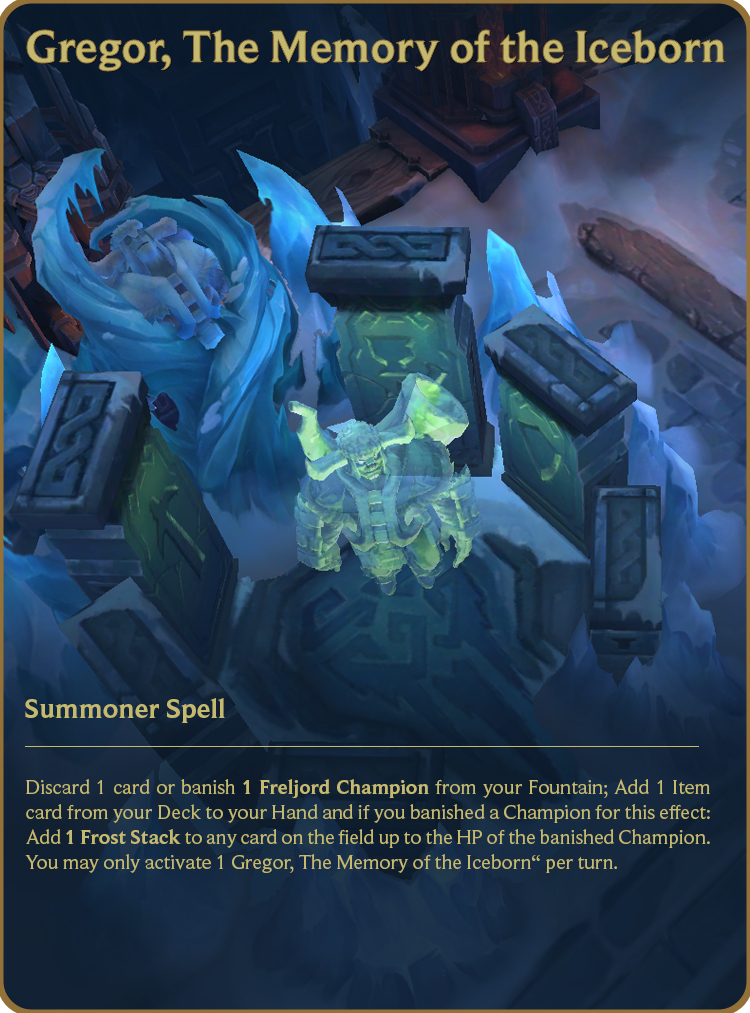 Gregor, The Memory of the Iceborn
Summoner Spell
Discard 1 card or banish 1 Freljord Champion from your Fountain; Add 1 Item
card from your Deck to your Hand and if you banished a Champion for this effect:
Add 1 Frost Stack to any card on the field up to the HP of the banished Champion.
You may only activate 1 Gregor, The Memory of the Iceborn“ per turn.